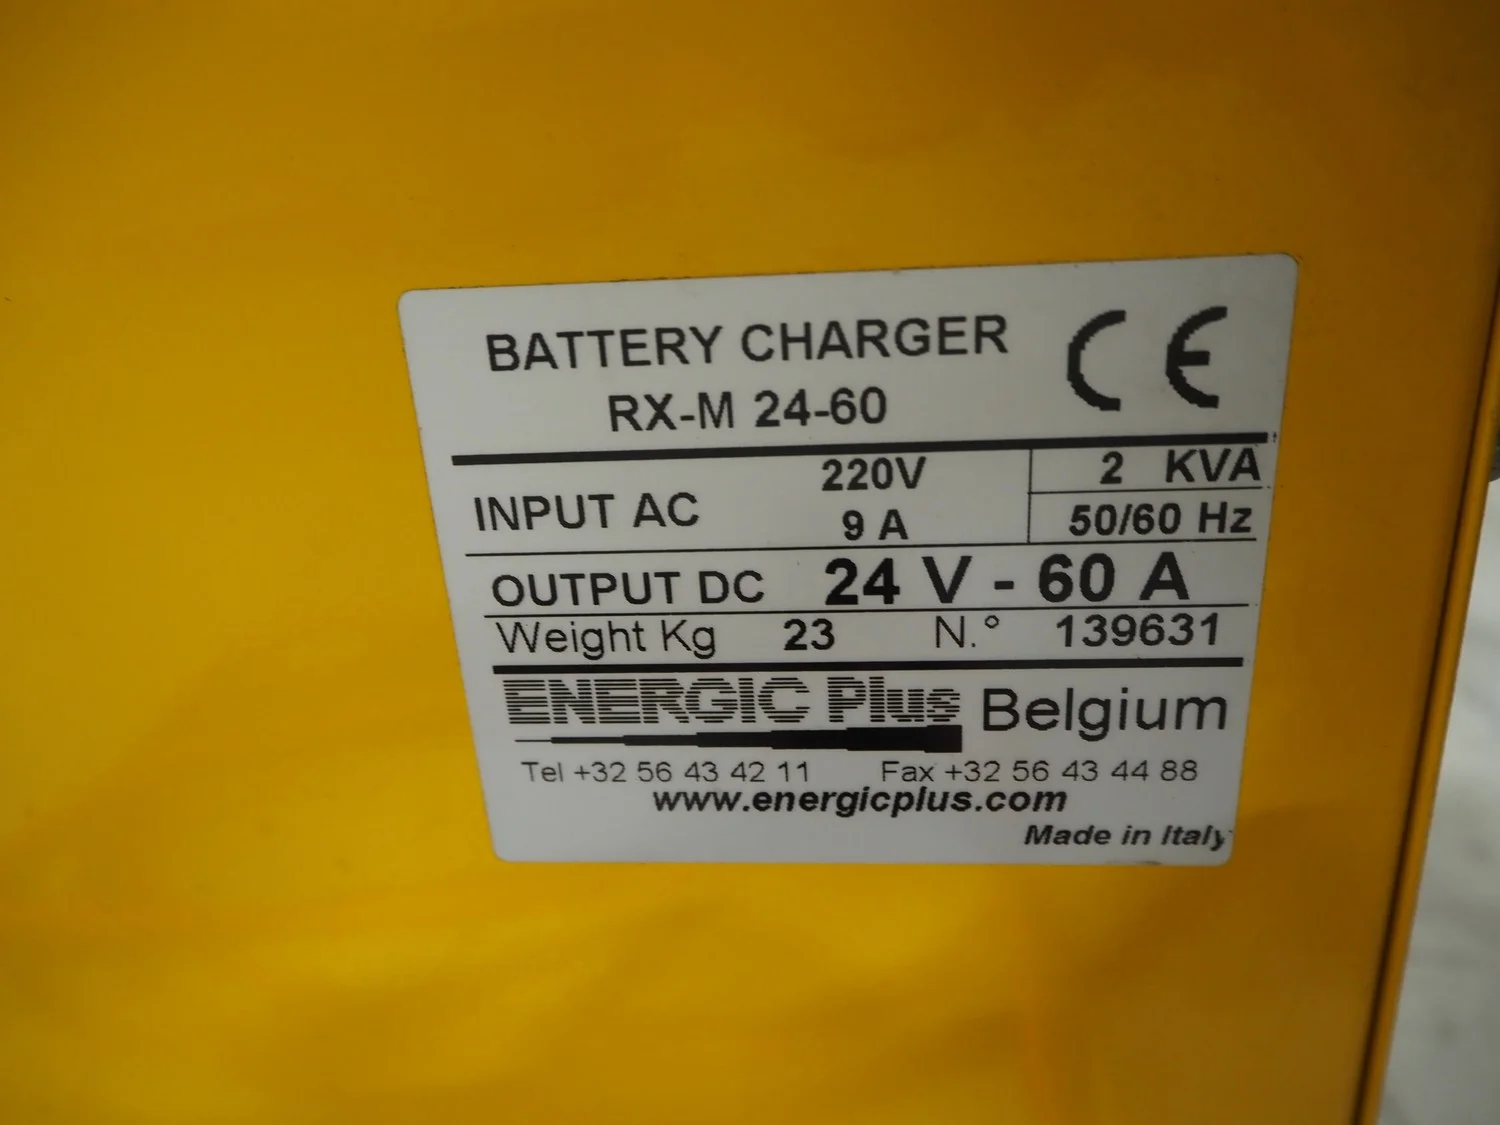 BATTERY CHARGER CE
RX-M 24-60
INPUT AC 220V 2 KVA
9 A 50/60 Hz
OUTPUT DC 24 V - 60 A
Weight Kg 23 N.° 139631
ENERGIC Plus Belgium
Tel +32 56 43 42 11 Fax +32 56 43 44 88
www.energicplus.com
Made in Italy